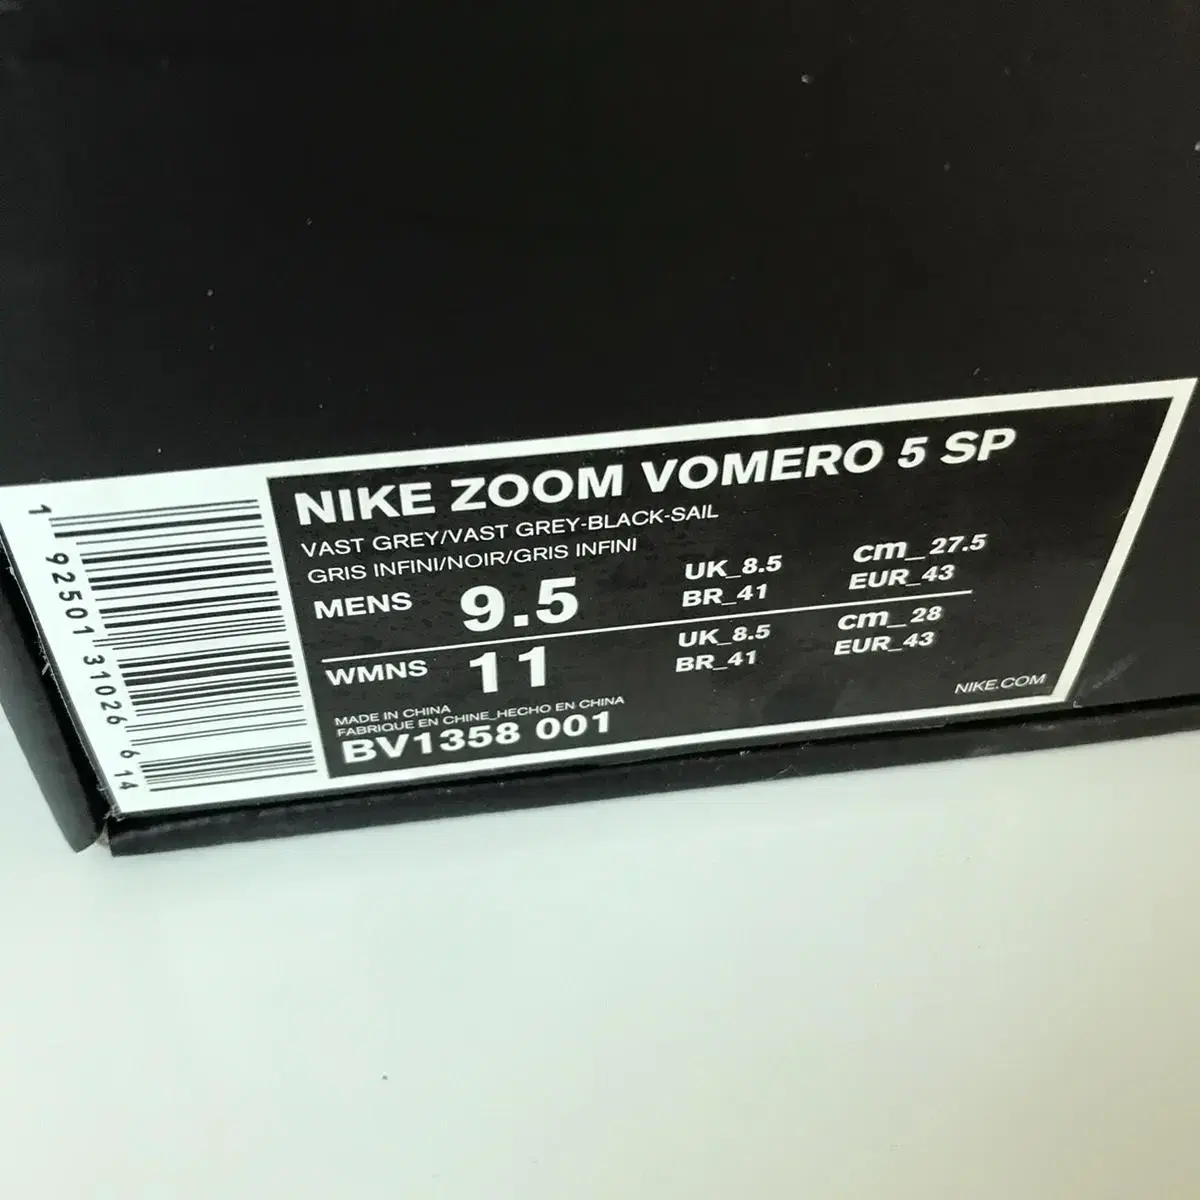 NIKE ZOOM VOMERO 5 SP
VAST GREY/VAST GREY-BLACK-SAIL
GRIS INFINI/NOIR/GRIS INFINI
MENS 9.5 UK_8.5 cm_27.5
BR_41 EUR_43
WMNS 11 UK_8.5 cm_28
BR_41 EUR_43
MADE IN CHINA
FABRIQUE EN CHINE_HECHO EN CHINA
BV1358 001
NIKE.COM
1 92501 31026 6 14